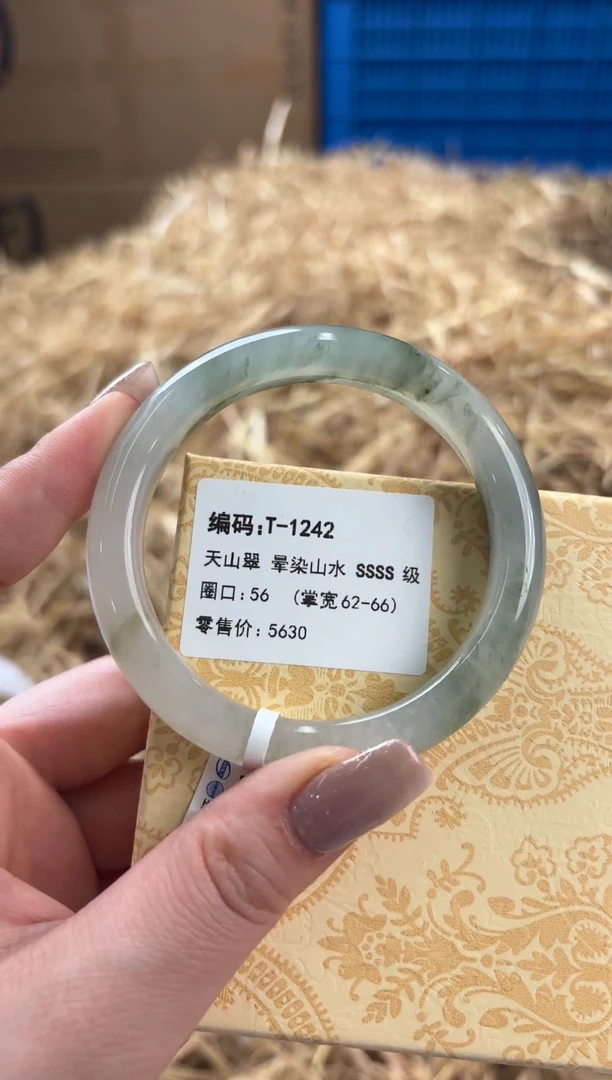 编码:T-1242
天山翠 晕染山水 SSSS 级
圈口:56 (掌宽62-66)
零售价:5630